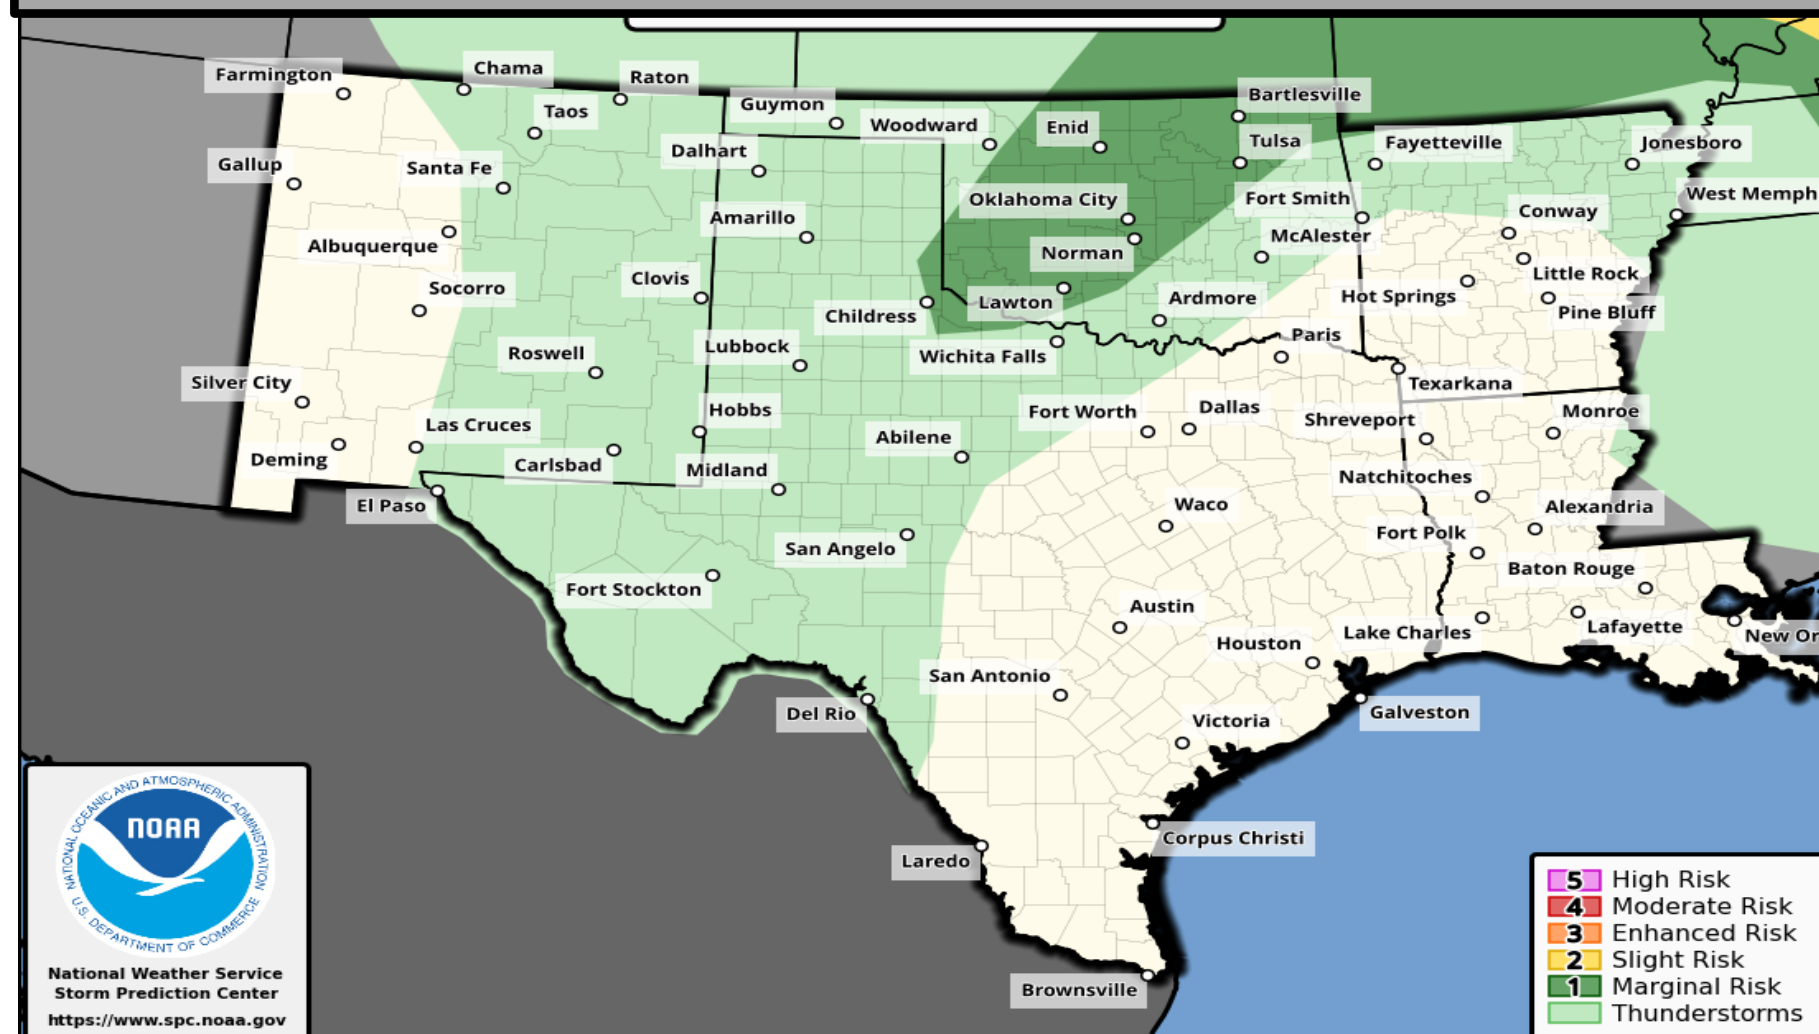 Farmington
Chama
Raton
Taos
Guymon
Woodward
Enid
Bartlesville
Tulsa
Fayetteville
Jonesboro
Gallup
Santa Fe
Dalhart
Oklahoma City
Fort Smith
West Memph
Albuquerque
Amarillo
Norman
McAlester
Conway
Socorro
Clovis
Childress
Lawton
Ardmore
Hot Springs
Little Rock
Pine Bluff
Silver City
Roswell
Lubbock
Wichita Falls
Paris
Texarkana
Las Cruces
Hobbs
Fort Worth
Dallas
Shreveport
Monroe
Deming
Carlsbad
Midland
Abilene
Natchitoches
El Paso
San Angelo
Waco
Fort Polk
Alexandria
Fort Stockton
Austin
Baton Rouge
Houston
Lake Charles
Lafayette
New Or
Del Rio
San Antonio
Victoria
Galveston
Laredo
Corpus Christi
Brownsville
NATIONAL OCEANIC AND ATMOSPHERIC ADMINISTRATION
NOAA
U.S. DEPARTMENT OF COMMERCE
National Weather Service
Storm Prediction Center
https://www.spc.noaa.gov
5 High Risk
4 Moderate Risk
3 Enhanced Risk
2 Slight Risk
1 Marginal Risk
Thunderstorms